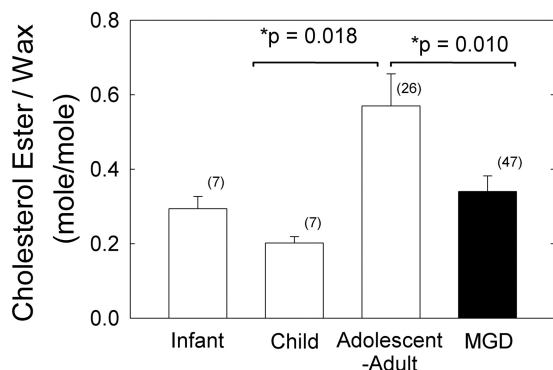 Cholesterol Ester / Wax
(mole/mole)
0.8
0.6
0.4
0.2
0.0
*p = 0.018
*p = 0.010
(7)
(7)
(26)
(47)
Infant
Child
Adolescent
-Adult
MGD